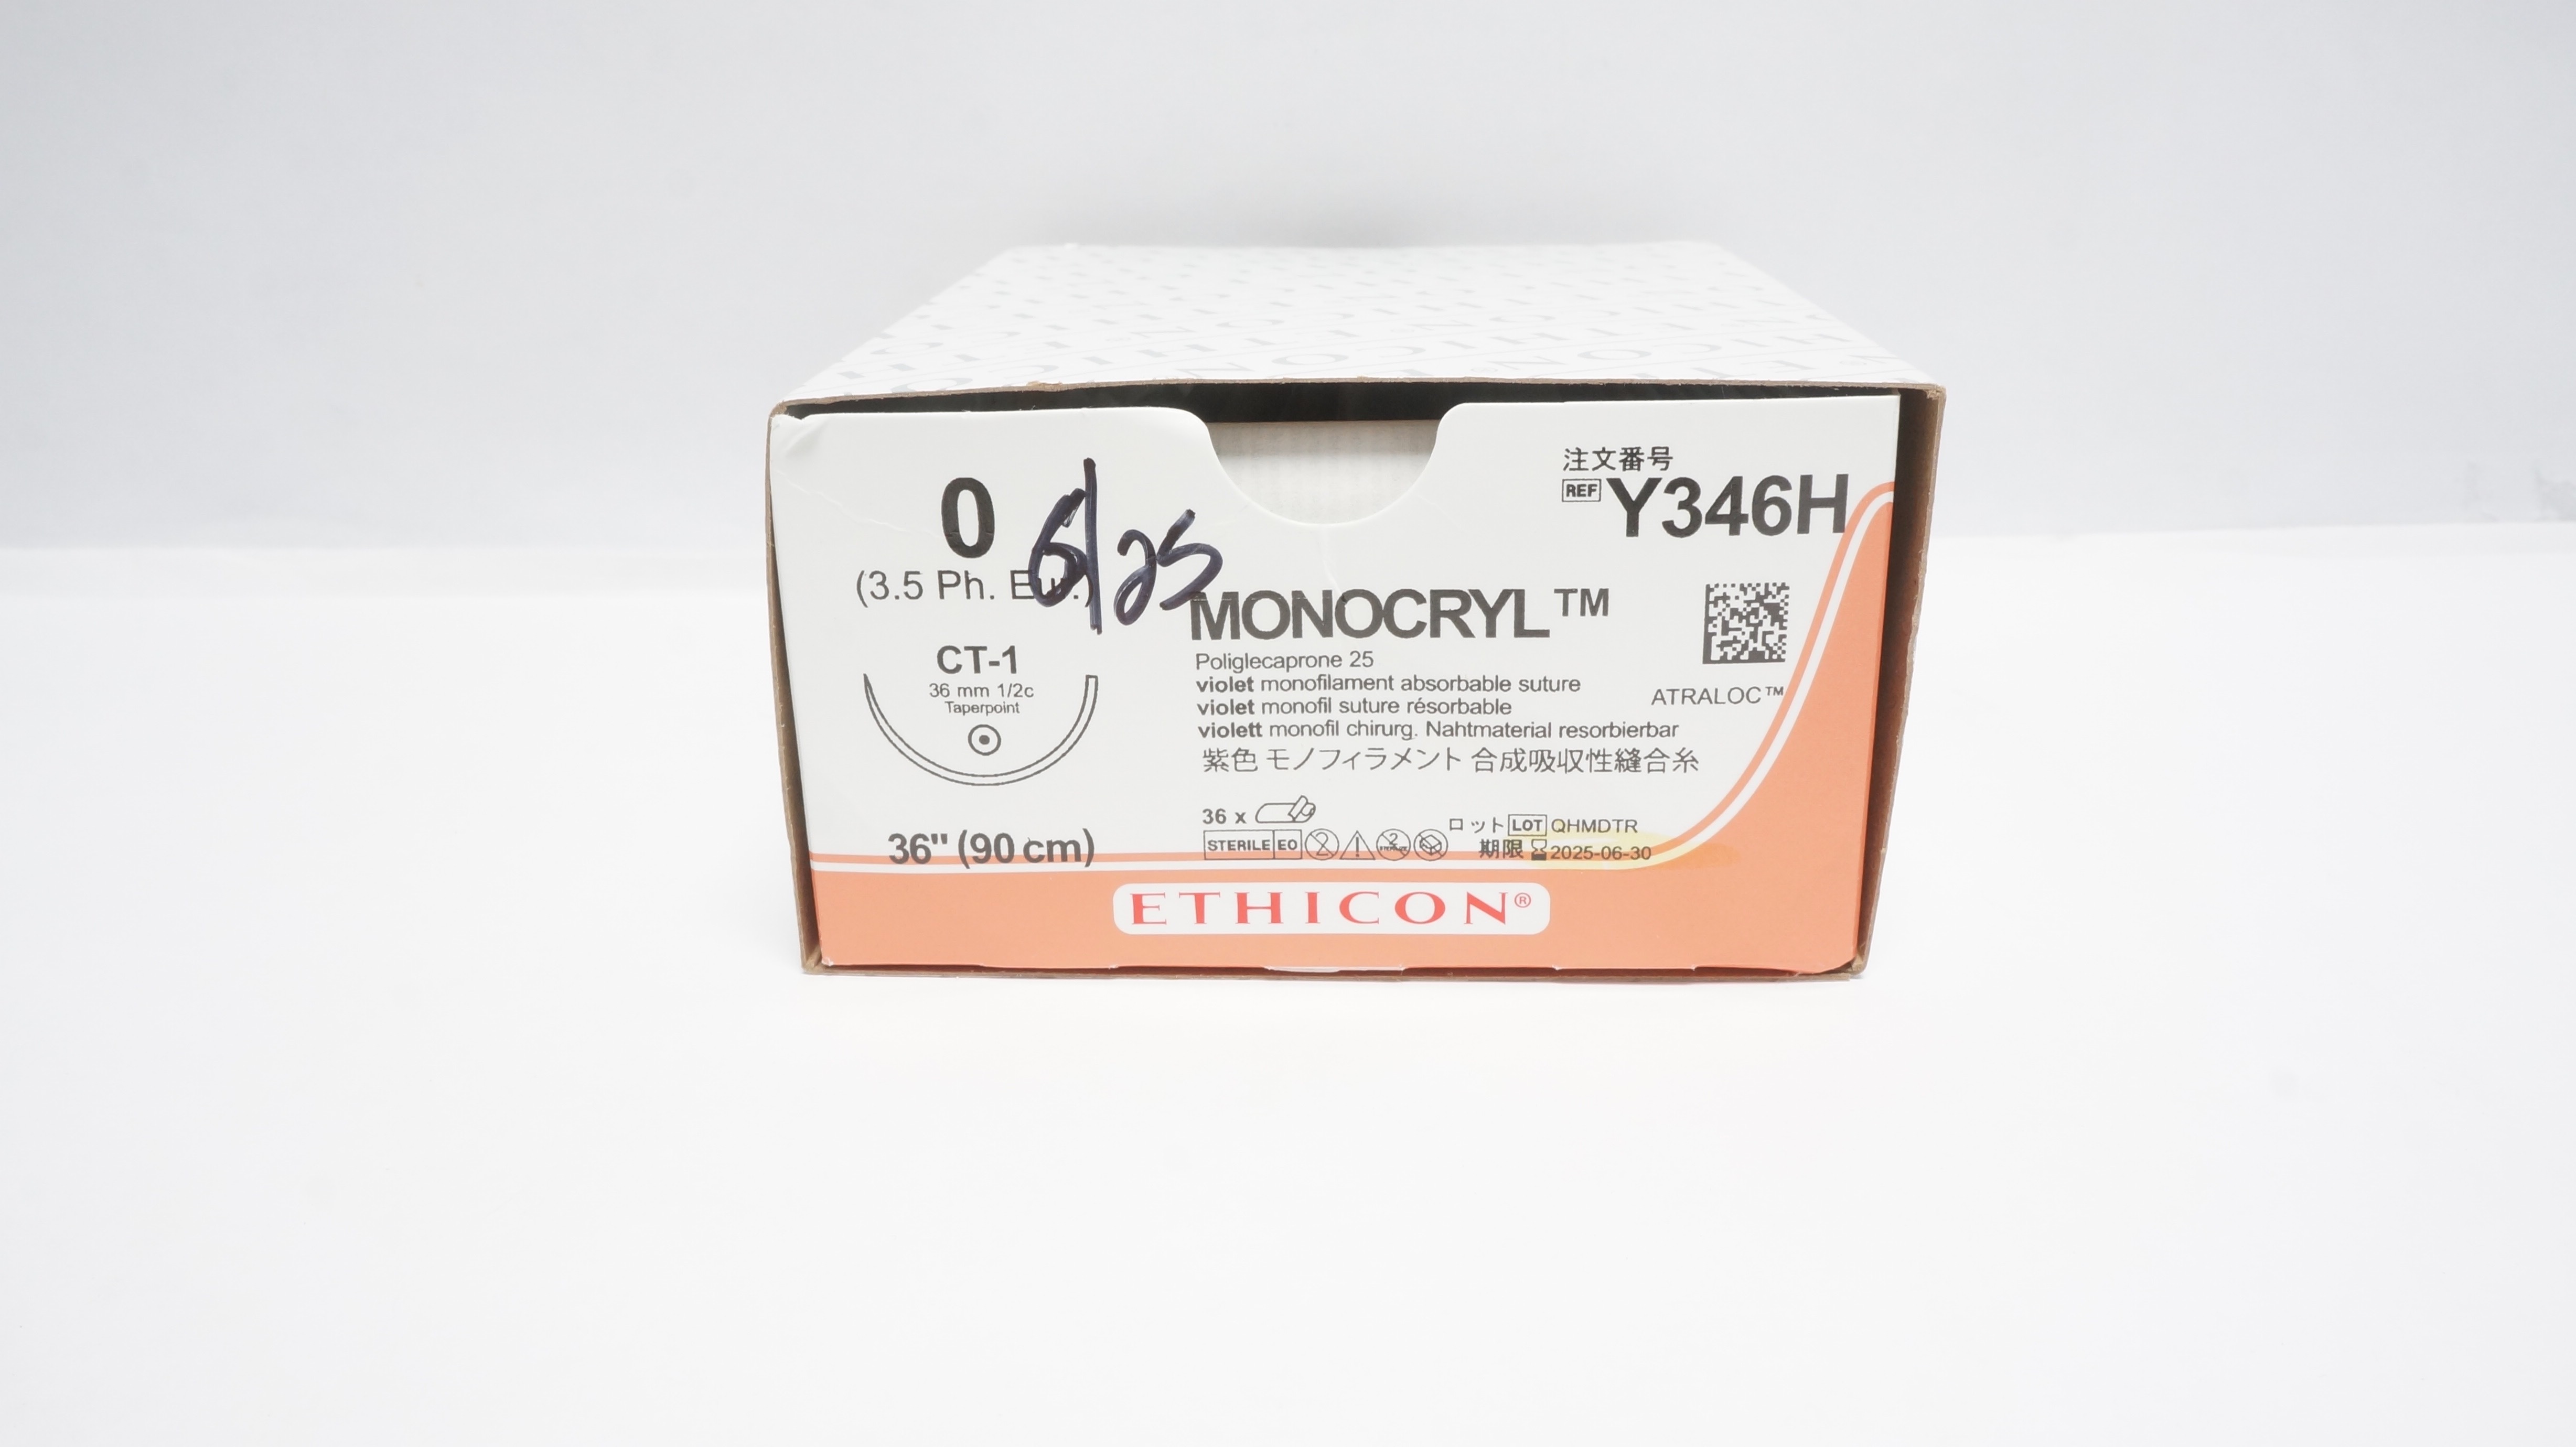 0
(3.5 Ph. Eur.)
6/25
CT-1
36 mm 1/2c
Taperpoint
36" (90 cm)
注文番号
REF Y346H
MONOCRYL™
Poliglecaprone 25
violet monofilament absorbable suture
violet monofil suture résorbable
violett monofil chirurg. Nahtmaterial resorbierbar
紫色 モノフィラメント 合成吸収性縫合糸
ATRALOC™
36 x
STERILE EO
2
2
ロット LOT QHMDTR
期限 2025-06-30
ETHICON®